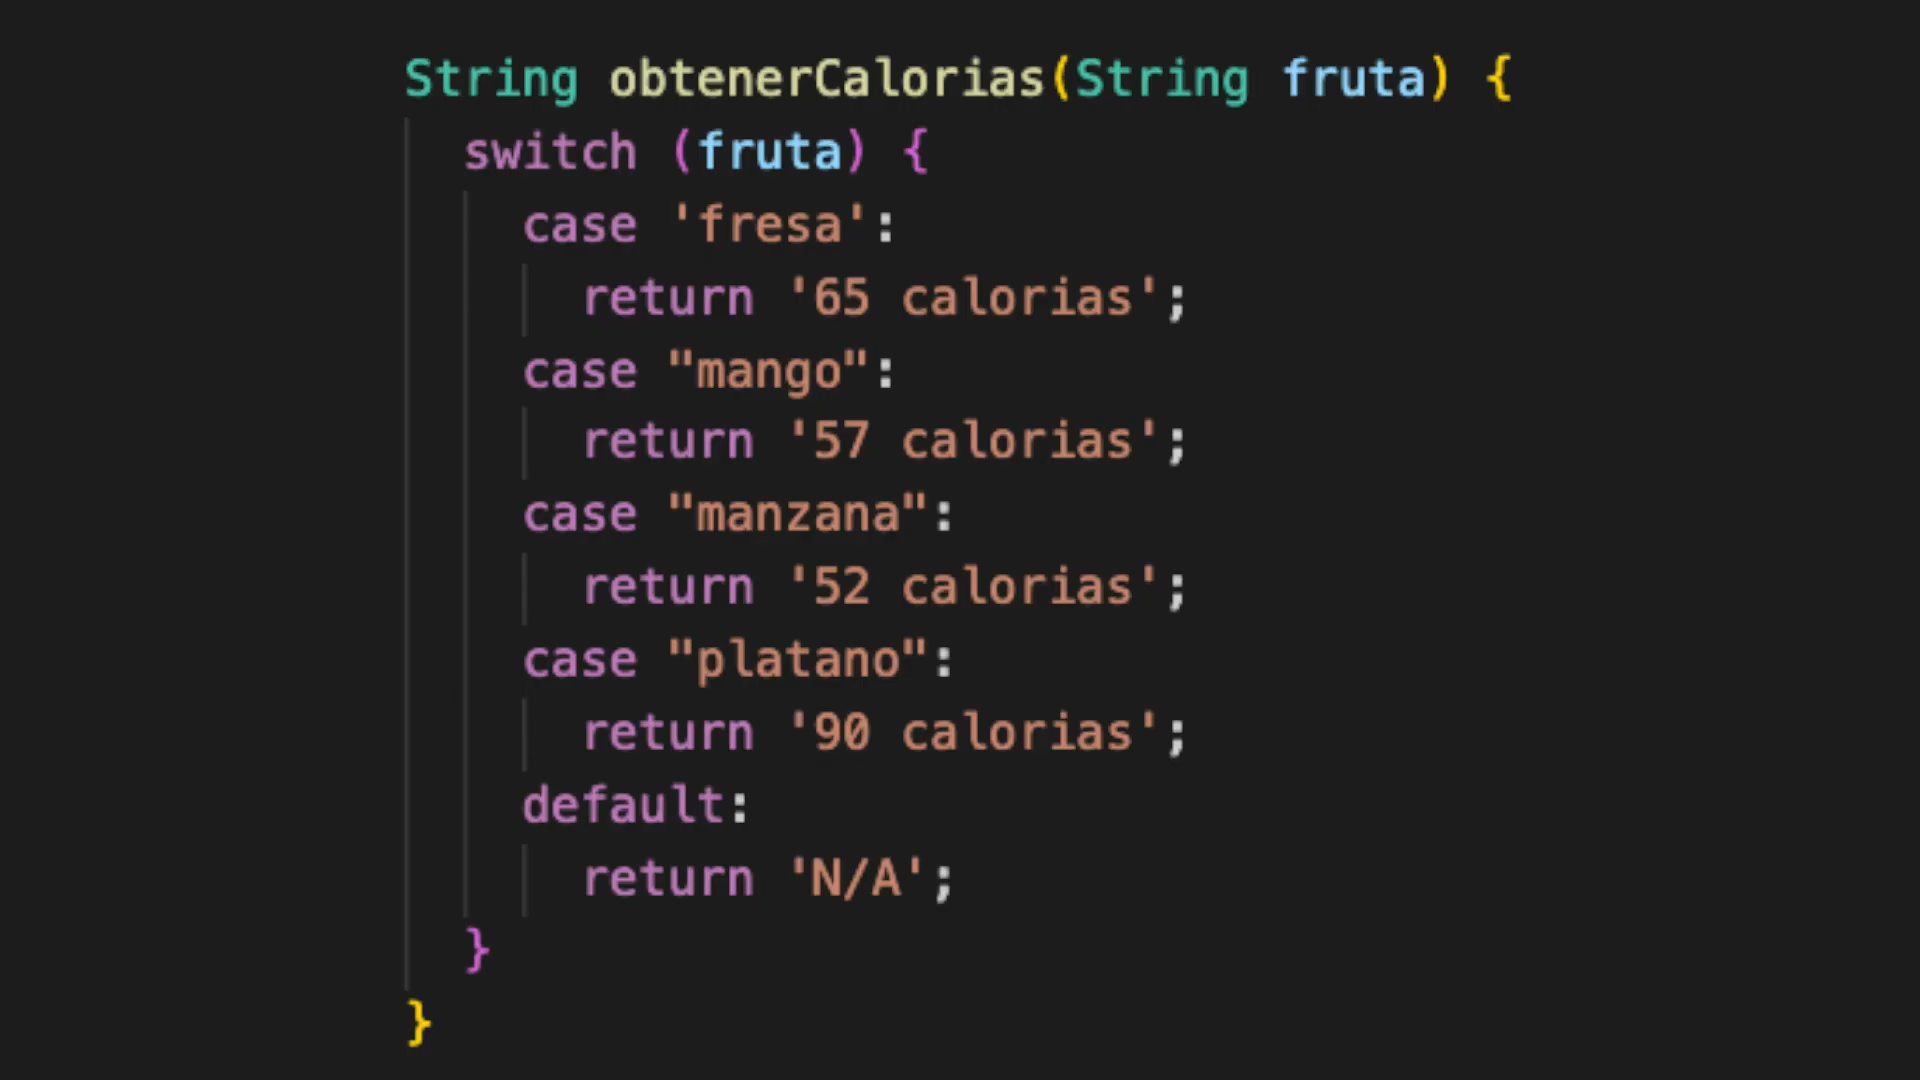 String obtenerCalorias(String fruta) {
switch (fruta) {
case 'fresa':
return '65 calorias';
case "mango":
return '57 calorias';
case "manzana":
return '52 calorias';
case "platano":
return '90 calorias';
default:
return 'N/A';
}
}